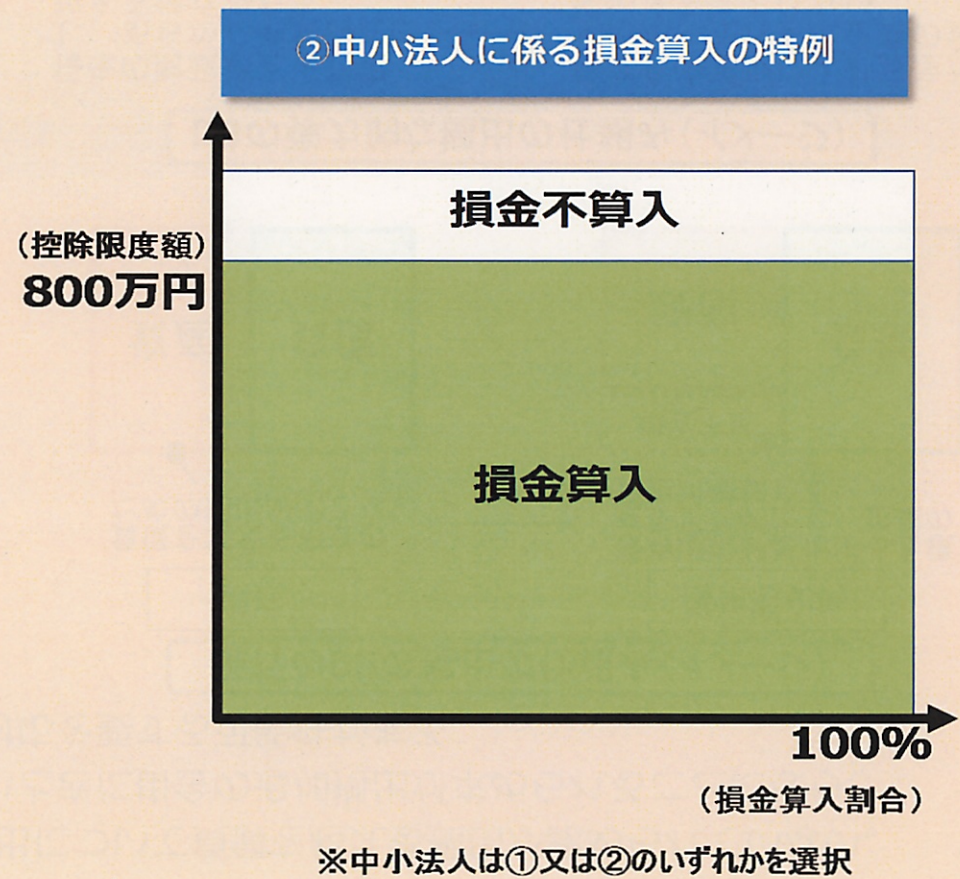 ②中小法人に係る損金算入の特例
損金不算入
(控除限度額)
800万円
損金算入
100%
(損金算入割合)
※中小法人は①又は②のいずれかを選択